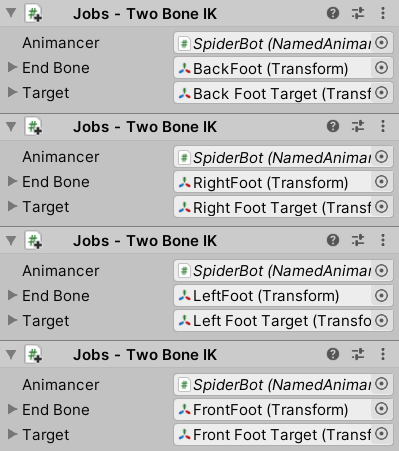 Jobs - Two Bone IK
Animancer SpiderBot (NamedAnimar
End Bone BackFoot (Transform)
Target Back Foot Target (Transf
Jobs - Two Bone IK
Animancer SpiderBot (NamedAnimar
End Bone RightFoot (Transform)
Target Right Foot Target (Transf
Jobs - Two Bone IK
Animancer SpiderBot (NamedAnimar
End Bone LeftFoot (Transform)
Target Left Foot Target (Transfo
Jobs - Two Bone IK
Animancer SpiderBot (NamedAnimar
End Bone FrontFoot (Transform)
Target Front Foot Target (Transf